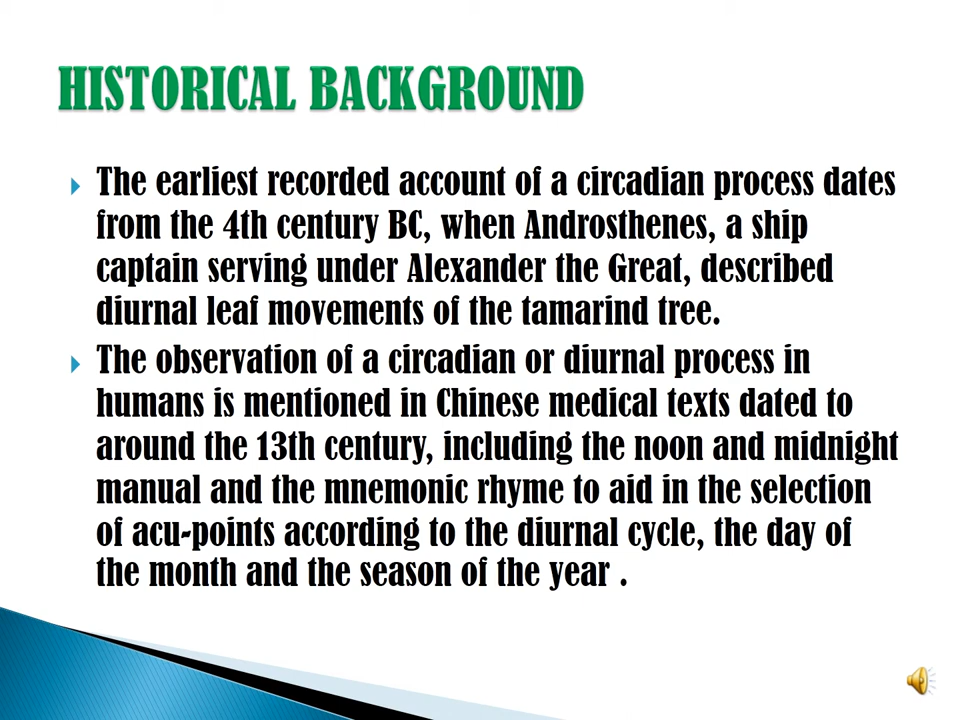 HISTORICAL BACKGROUND
The earliest recorded account of a circadian process dates
from the 4th century BC, when Androsthenes, a ship
captain serving under Alexander the Great, described
diurnal leaf movements of the tamarind tree.
The observation of a circadian or diurnal process in
humans is mentioned in Chinese medical texts dated to
around the 13th century, including the noon and midnight
manual and the mnemonic rhyme to aid in the selection
of acu-points according to the diurnal cycle, the day of
the month and the season of the year .